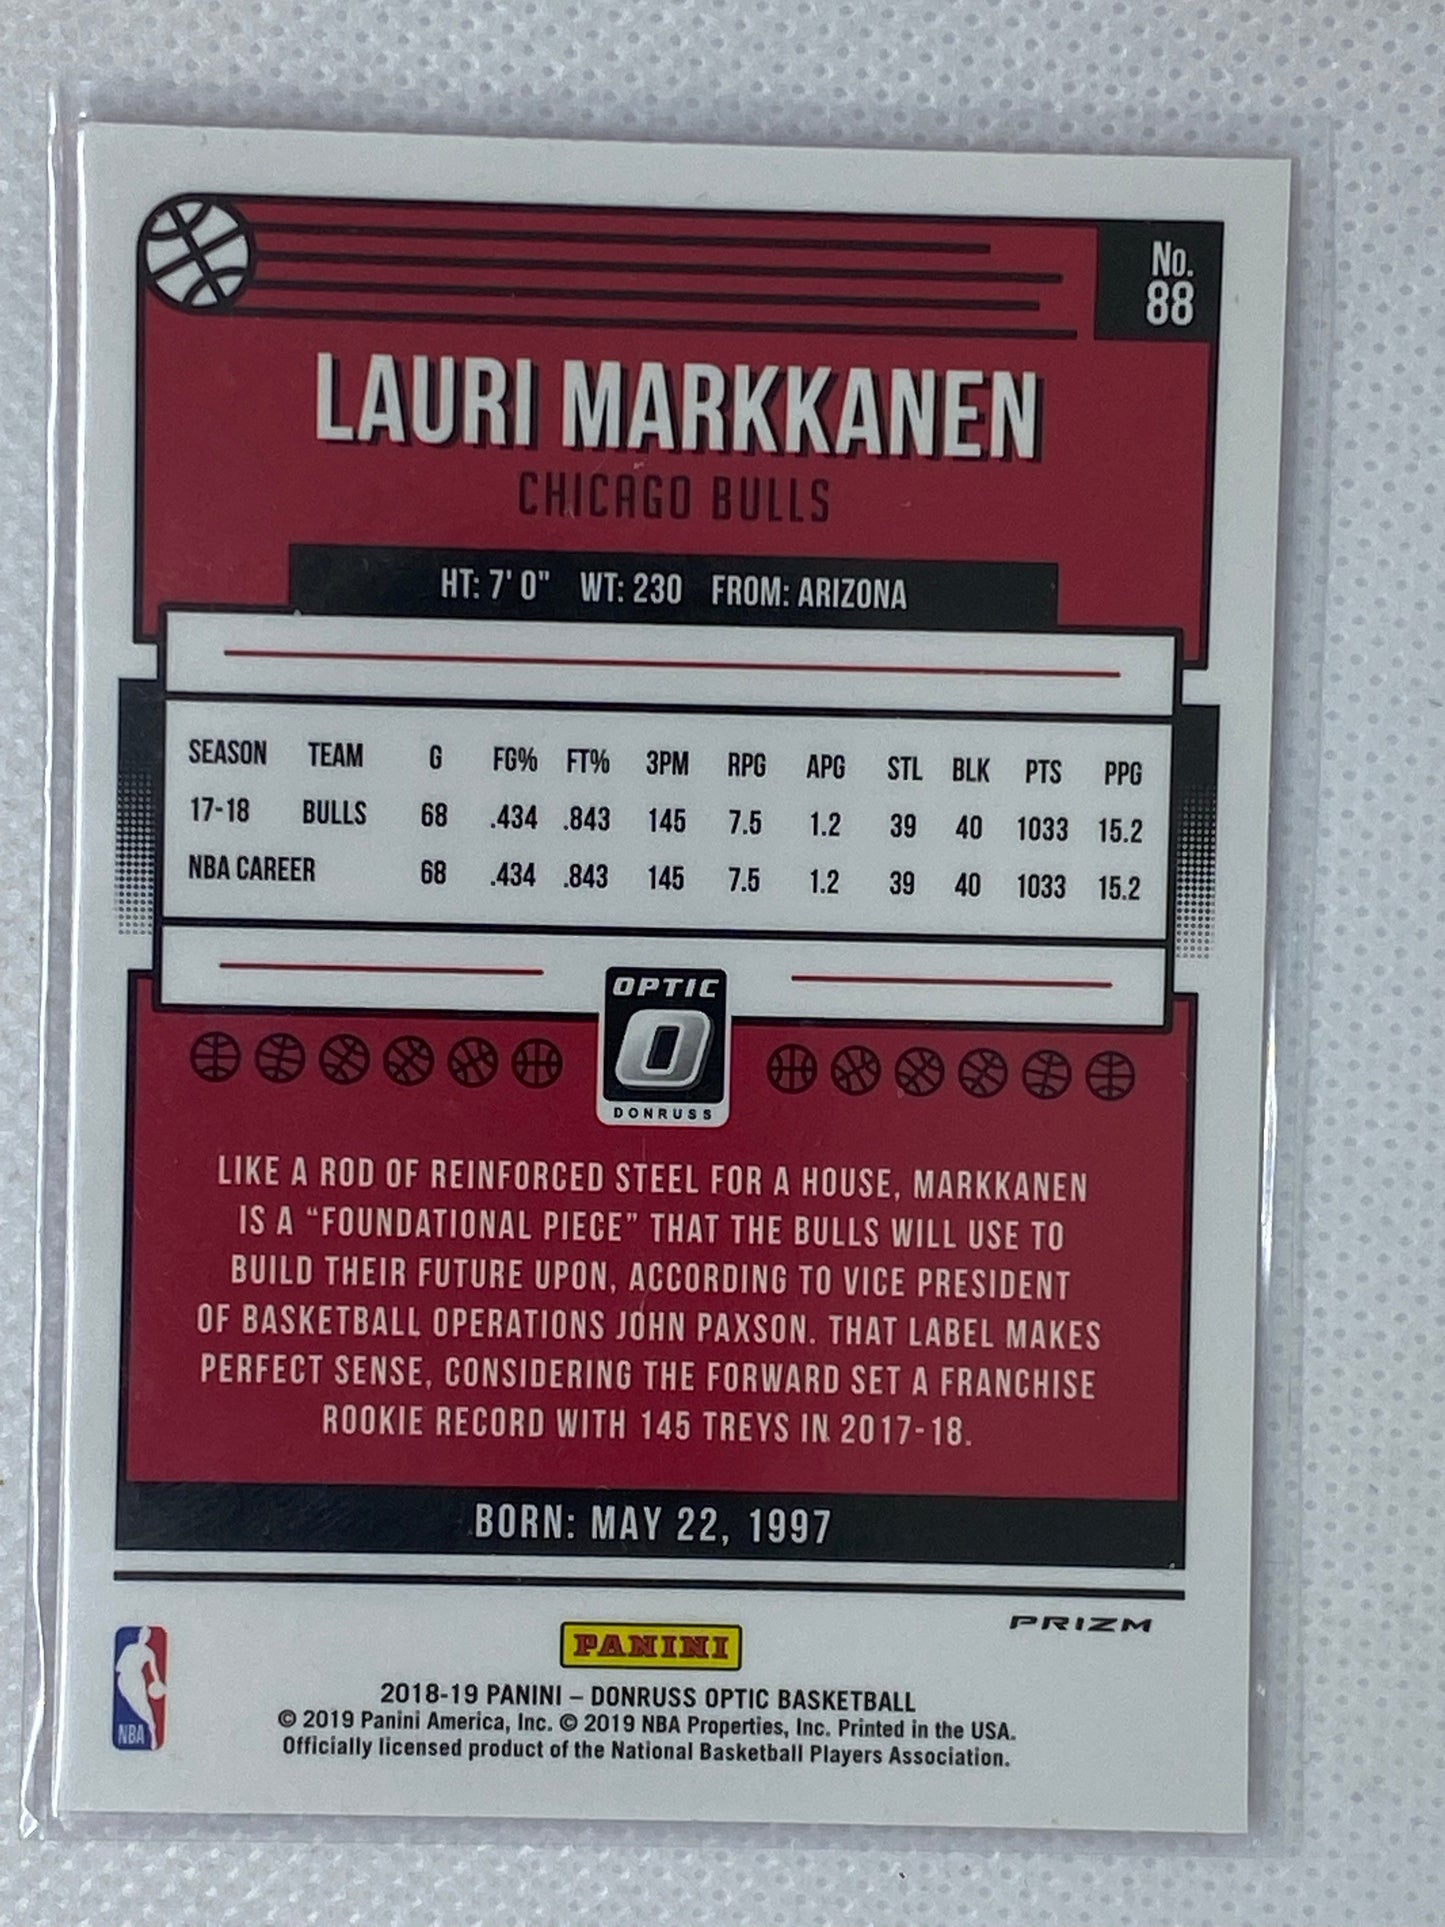 No.
88
LAURI MARKKANEN
CHICAGO BULLS
HT: 7' 0" WT: 230 FROM: ARIZONA
SEASON TEAM G FG% FT% 3PM RPG APG STL BLK PTS PPG
17-18 BULLS 68 .434 .843 145 7.5 1.2 39 40 1033 15.2
NBA CAREER 68 .434 .843 145 7.5 1.2 39 40 1033 15.2
OPTIC
O
DONRUSS
LIKE A ROD OF REINFORCED STEEL FOR A HOUSE, MARKKANEN
IS A “FOUNDATIONAL PIECE” THAT THE BULLS WILL USE TO
BUILD THEIR FUTURE UPON, ACCORDING TO VICE PRESIDENT
OF BASKETBALL OPERATIONS JOHN PAXSON. THAT LABEL MAKES
PERFECT SENSE, CONSIDERING THE FORWARD SET A FRANCHISE
ROOKIE RECORD WITH 145 TREYS IN 2017-18.
BORN: MAY 22, 1997
PRIZM
PANINI
NBA
2018-19 PANINI – DONRUSS OPTIC BASKETBALL
© 2019 Panini America, Inc. © 2019 NBA Properties, Inc. Printed in the USA.
Officially licensed product of the National Basketball Players Association.